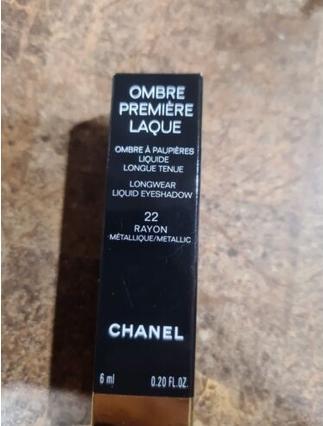 OMBRE
PREMIÈRE
LAQUE
OMBRE À PAUPIÈRES
LIQUIDE
LONGUE TENUE
LONGWEAR
LIQUID EYESHADOW
22
RAYON
MÉTALLIQUE/METALLIC
CHANEL
6 ml 0.20 FL.OZ.